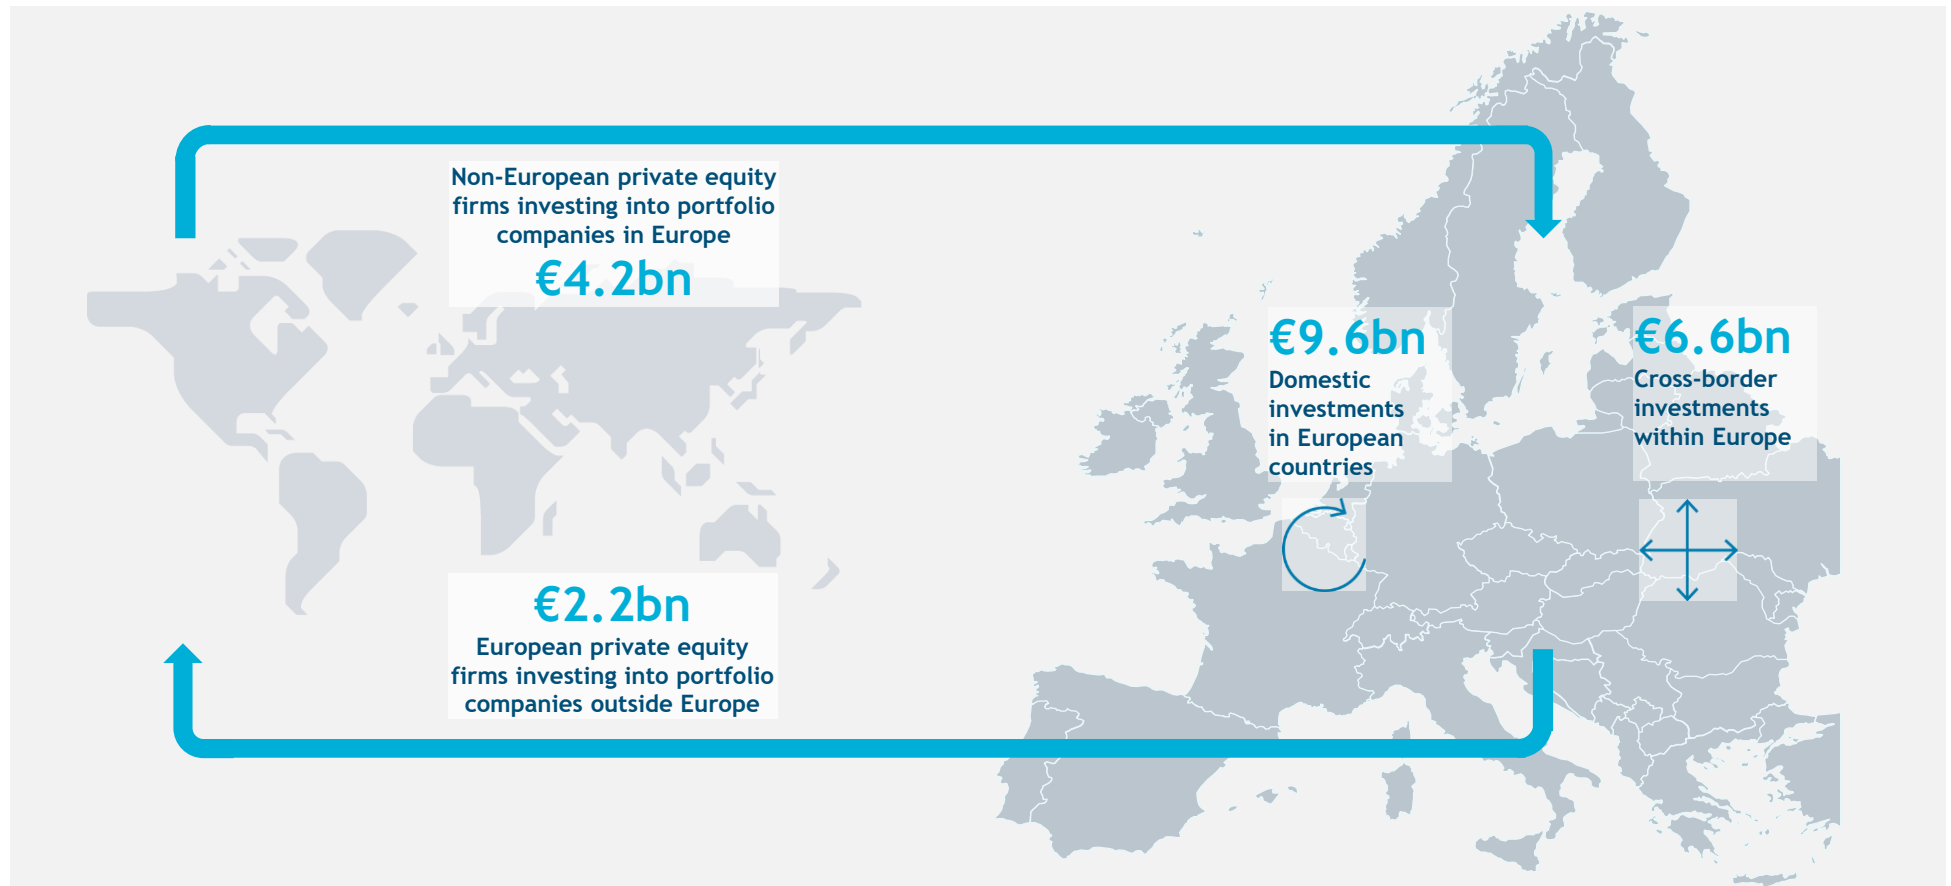 Non-European private equity
firms investing into portfolio
companies in Europe
€4.2bn
€9.6bn
Domestic
investments
in European
countries
€6.6bn
Cross-border
investments
within Europe
€2.2bn
European private equity
firms investing into portfolio
companies outside Europe